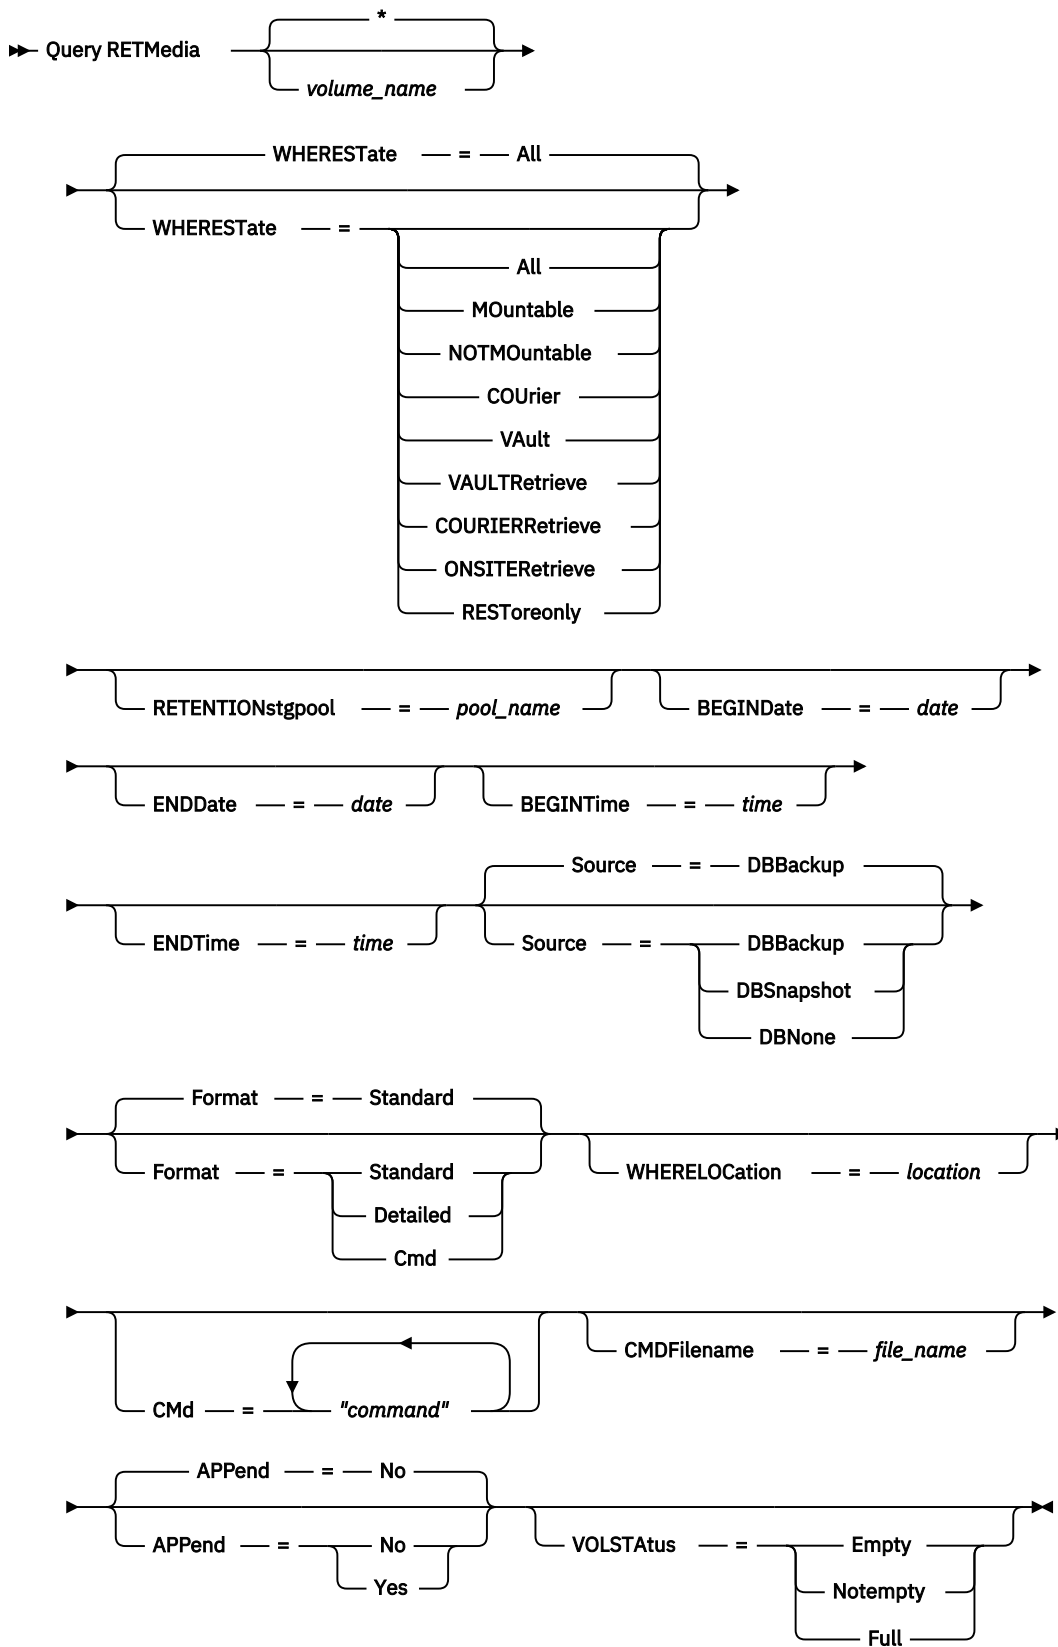 *
Query RETMedia
volume_name
WHERESTate = All
WHERESTate =
All
MOuntable
NOTMOuntable
COUrier
VAult
VAULTRetrieve
COURIERRetrieve
ONSITERetrieve
RESToreonly
RETENTIONstgpool = pool_name BEGINDate = date
ENDDate = date BEGINTime = time
Source = DBBackup
ENDTime = time Source = DBBackup
DBSnapshot
DBNone
Format = Standard
Format = Standard WHERELOCation = location
Detailed
Cmd
CMDFilename = file_name
CMd = "command"
APPend = No
APPend = No VOLSTAtus = Empty
Yes Notempty
Full